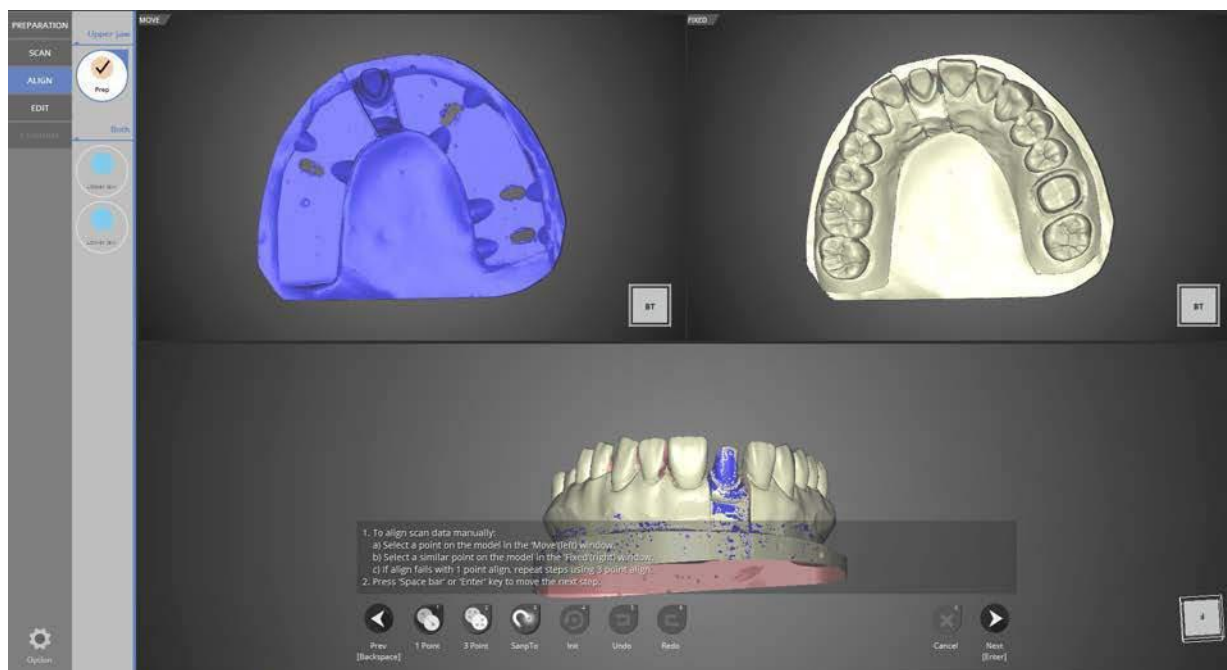 PREPARATION
SCAN
ALIGN
EDIT
Option
Upper jaw
Prep
Both
MOVE
BT
FIXED
BT
1. To align scan data manually:
a) Select a point on the model in the 'Move'(left) window.
b) Select a similar point on the model in the 'Fixed'(right) window.
c) If align fails with 1 point align, repeat steps using 3 point align.
2. Press 'Space bar' or 'Enter' key to move the next step.
Prev
[Backspace]
1 Point
3 Point
SanpTo
Init
Undo
Redo
Cancel
Next
[Enter]